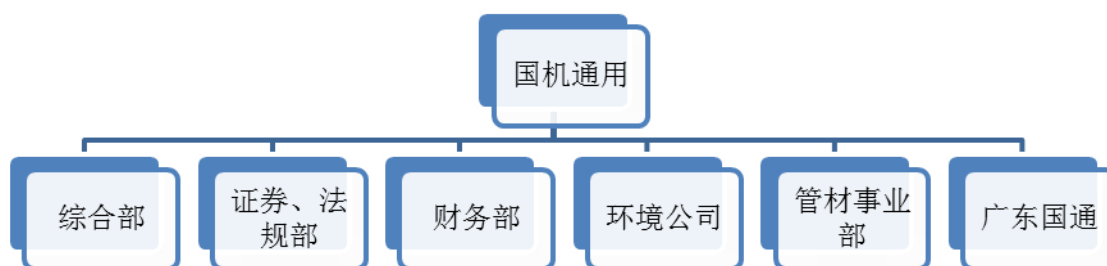 国机通用
综合部
证券、法
规部
财务部
环境公司
管材事业
部
广东国通